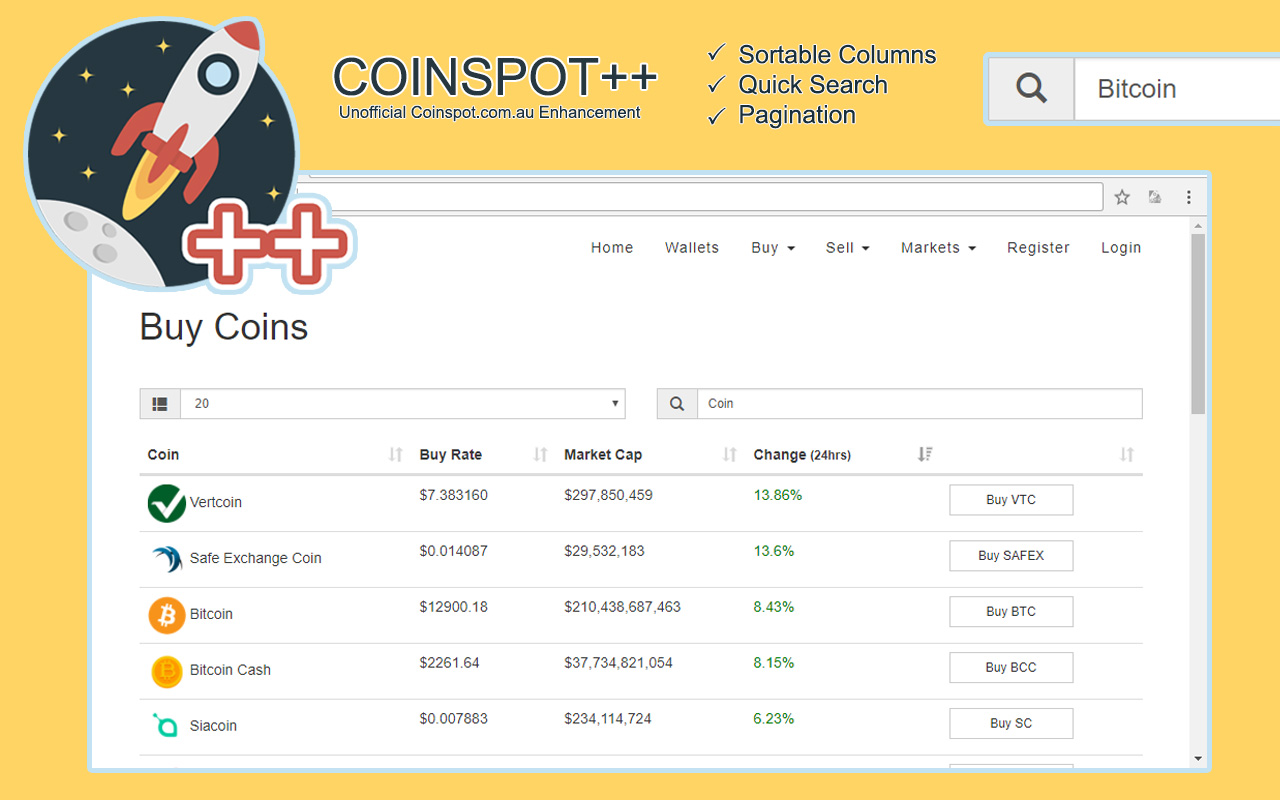 COINSPOT++
Unofficial Coinspot.com.au Enhancement
✓ Sortable Columns
✓ Quick Search
✓ Pagination
Bitcoin
++
Home Wallets Buy Sell Markets Register Login
Buy Coins
20 Coin
Coin Buy Rate Market Cap Change (24hrs)
Vertcoin $7.383160 $297,850,459 13.86% Buy VTC
Safe Exchange Coin $0.014087 $29,532,183 13.6% Buy SAFEX
Bitcoin $12900.18 $210,438,687,463 8.43% Buy BTC
Bitcoin Cash $2261.64 $37,734,821,054 8.15% Buy BCC
Siacoin $0.007883 $234,114,724 6.23% Buy SC